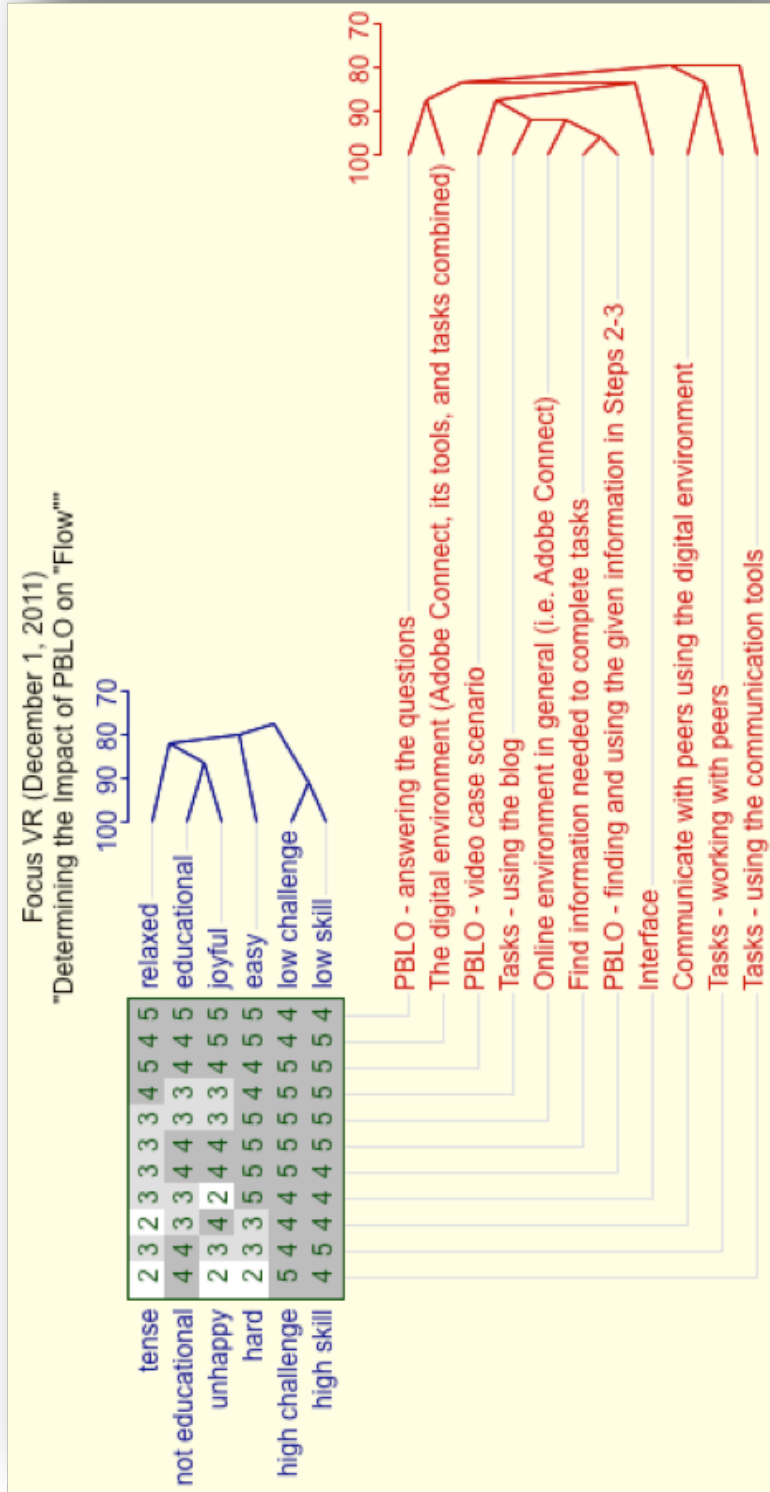 Focus VR (December 1, 2011)
"Determining the Impact of PBLO on "Flow""
100 90 80 70
tense 2 3 2 3 3 3 3 4 5 4 5 relaxed
not educational 4 4 3 3 4 4 3 3 4 4 5 educational
unhappy 2 3 4 2 4 4 3 3 4 5 5 joyful
hard 2 3 3 5 5 5 5 4 4 5 5 easy
high challenge 5 4 4 4 4 5 5 5 5 4 4 low challenge
high skill 4 5 4 4 4 4 5 5 5 5 4 low skill
100 90 80 70
PBLO - answering the questions
The digital environment (Adobe Connect, its tools, and tasks combined)
PBLO - video case scenario
Tasks - using the blog
Online environment in general (i.e. Adobe Connect)
Find information needed to complete tasks
PBLO - finding and using the given information in Steps 2-3
Interface
Communicate with peers using the digital environment
Tasks - working with peers
Tasks - using the communication tools